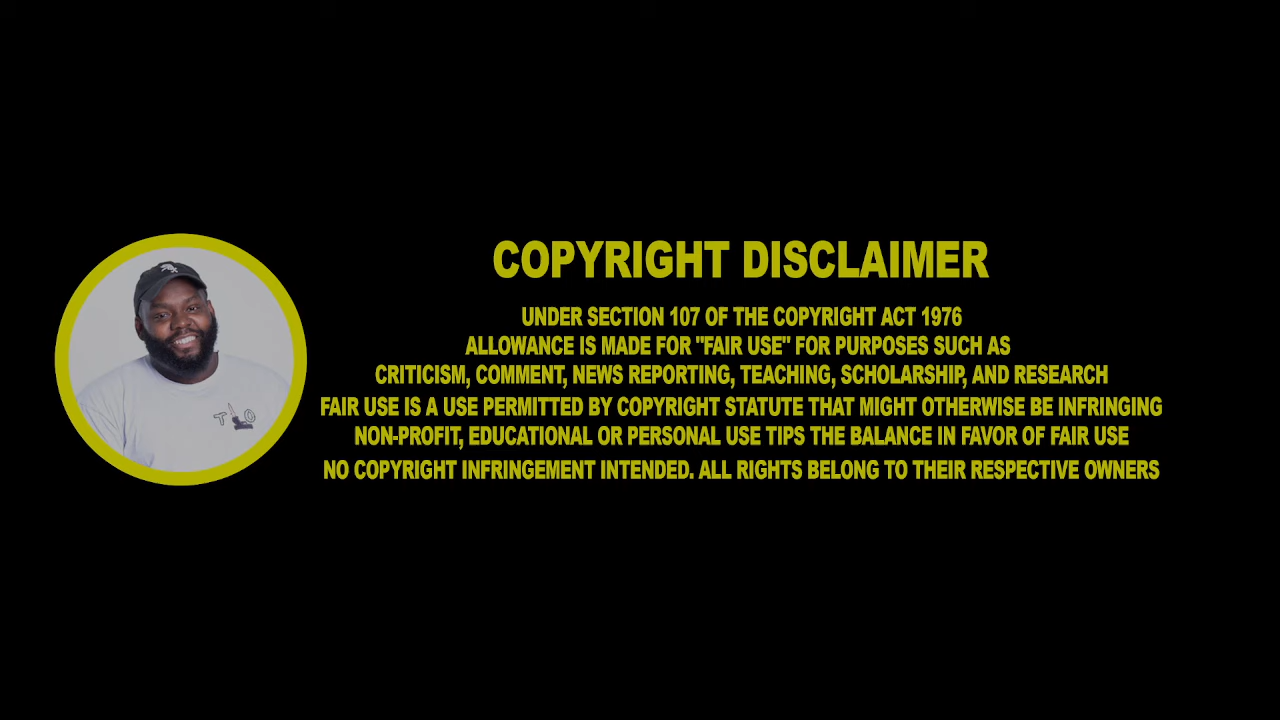 COPYRIGHT DISCLAIMER
UNDER SECTION 107 OF THE COPYRIGHT ACT 1976
ALLOWANCE IS MADE FOR "FAIR USE" FOR PURPOSES SUCH AS
CRITICISM, COMMENT, NEWS REPORTING, TEACHING, SCHOLARSHIP, AND RESEARCH
FAIR USE IS A USE PERMITTED BY COPYRIGHT STATUTE THAT MIGHT OTHERWISE BE INFRINGING
NON-PROFIT, EDUCATIONAL OR PERSONAL USE TIPS THE BALANCE IN FAVOR OF FAIR USE
NO COPYRIGHT INFRINGEMENT INTENDED. ALL RIGHTS BELONG TO THEIR RESPECTIVE OWNERS